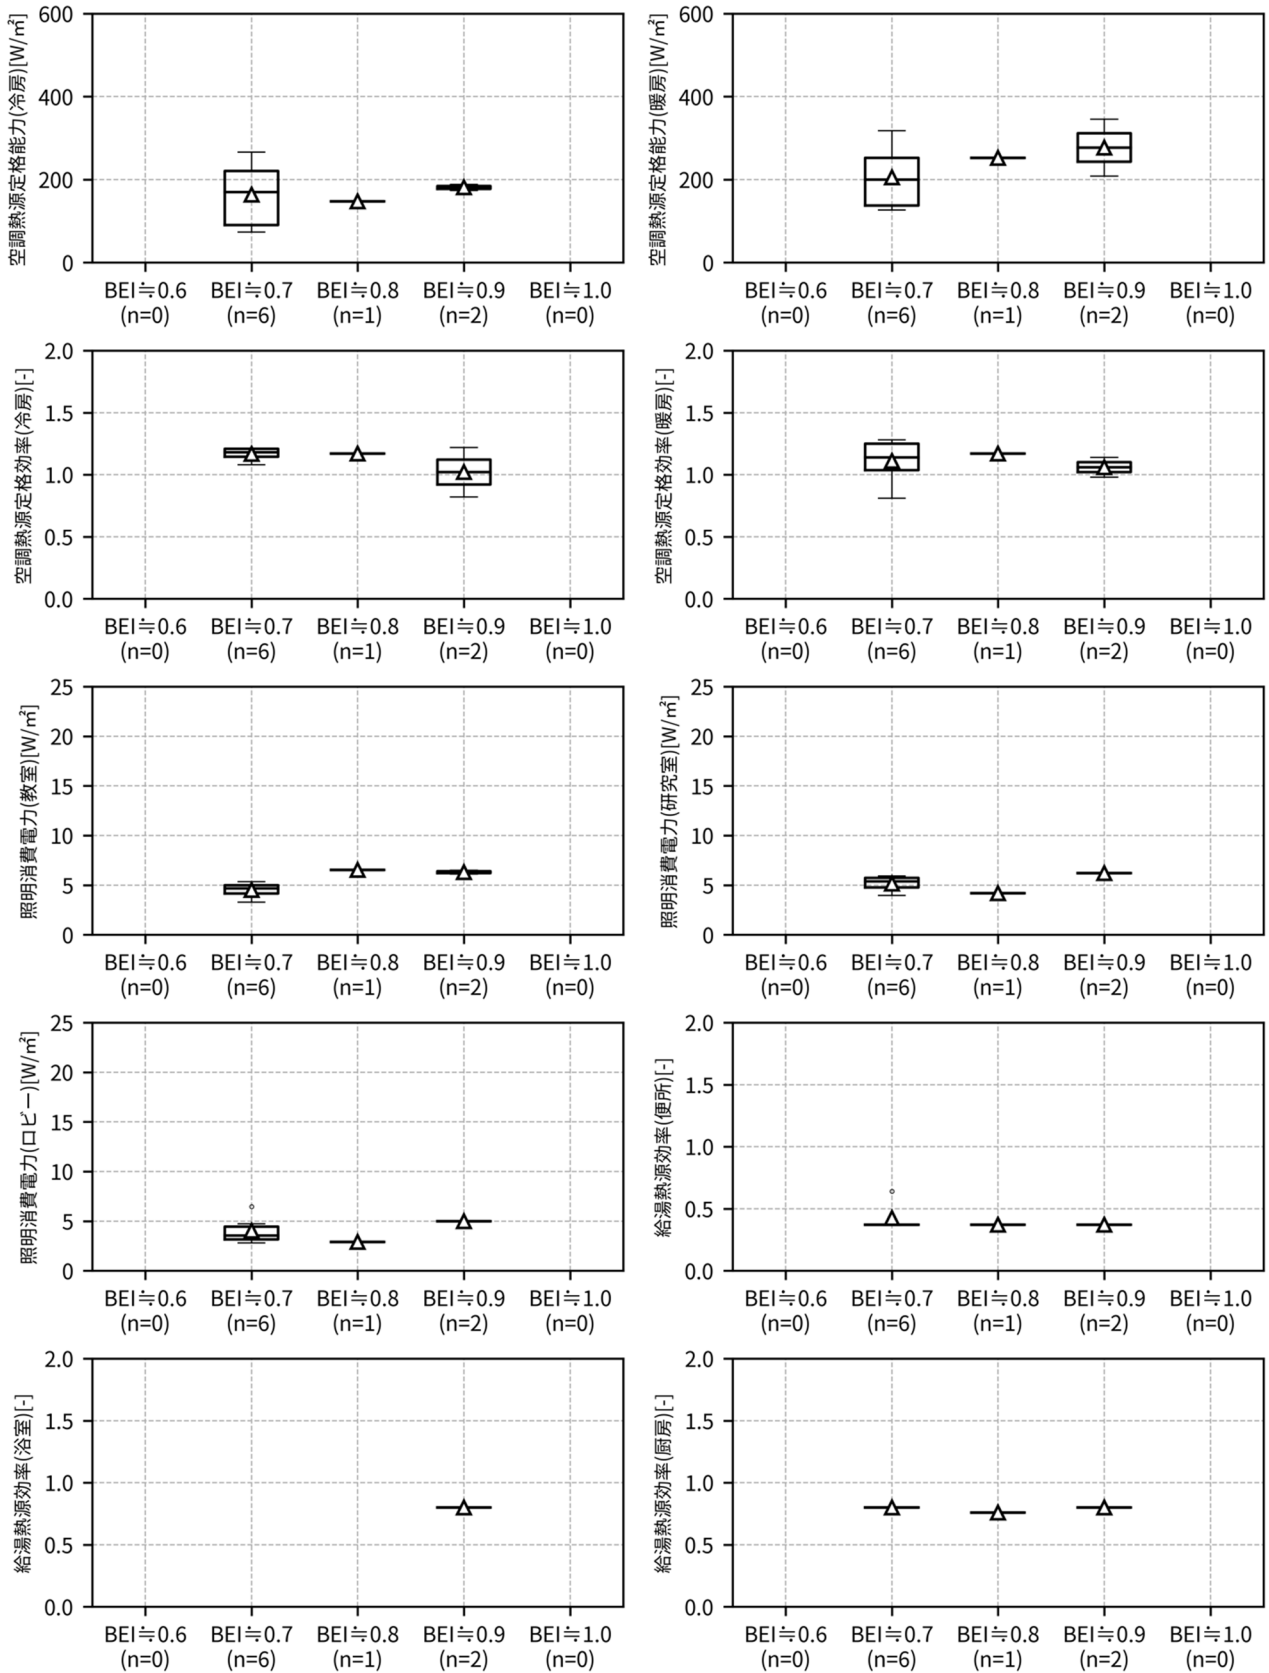 空調熱源定格能力(冷房)[W/㎡]
600
400
200
0
BEI≒0.6 BEI≒0.7 BEI≒0.8 BEI≒0.9 BEI≒1.0
(n=0) (n=6) (n=1) (n=2) (n=0)
空調熱源定格能力(暖房)[W/㎡]
600
400
200
0
BEI≒0.6 BEI≒0.7 BEI≒0.8 BEI≒0.9 BEI≒1.0
(n=0) (n=6) (n=1) (n=2) (n=0)
空調熱源定格効率(冷房)[-]
2.0
1.5
1.0
0.5
0.0
BEI≒0.6 BEI≒0.7 BEI≒0.8 BEI≒0.9 BEI≒1.0
(n=0) (n=6) (n=1) (n=2) (n=0)
空調熱源定格効率(暖房)[-]
2.0
1.5
1.0
0.5
0.0
BEI≒0.6 BEI≒0.7 BEI≒0.8 BEI≒0.9 BEI≒1.0
(n=0) (n=6) (n=1) (n=2) (n=0)
照明消費電力(教室)[W/㎡]
25
20
15
10
5
0
BEI≒0.6 BEI≒0.7 BEI≒0.8 BEI≒0.9 BEI≒1.0
(n=0) (n=6) (n=1) (n=2) (n=0)
照明消費電力(研究室)[W/㎡]
25
20
15
10
5
0
BEI≒0.6 BEI≒0.7 BEI≒0.8 BEI≒0.9 BEI≒1.0
(n=0) (n=6) (n=1) (n=2) (n=0)
照明消費電力(ロビー)[W/㎡]
25
20
15
10
5
0
BEI≒0.6 BEI≒0.7 BEI≒0.8 BEI≒0.9 BEI≒1.0
(n=0) (n=6) (n=1) (n=2) (n=0)
給湯熱源効率(便所)[-]
2.0
1.5
1.0
0.5
0.0
BEI≒0.6 BEI≒0.7 BEI≒0.8 BEI≒0.9 BEI≒1.0
(n=0) (n=6) (n=1) (n=2) (n=0)
給湯熱源効率(浴室)[-]
2.0
1.5
1.0
0.5
0.0
BEI≒0.6 BEI≒0.7 BEI≒0.8 BEI≒0.9 BEI≒1.0
(n=0) (n=6) (n=1) (n=2) (n=0)
給湯熱源効率(厨房)[-]
2.0
1.5
1.0
0.5
0.0
BEI≒0.6 BEI≒0.7 BEI≒0.8 BEI≒0.9 BEI≒1.0
(n=0) (n=6) (n=1) (n=2) (n=0)